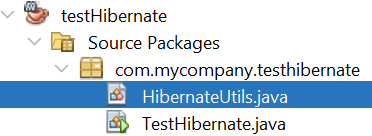 testHibernate
Source Packages
com.mycompany.testhibernate
HibernateUtils.java
TestHibernate.java